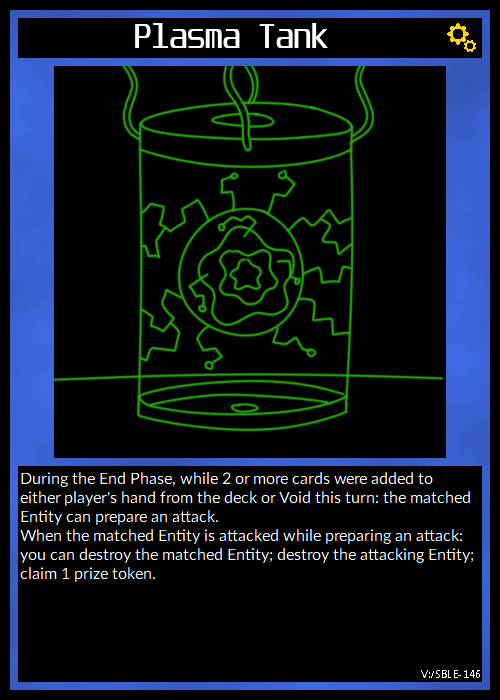 Plasma Tank
During the End Phase, while 2 or more cards were added to
either player's hand from the deck or Void this turn: the matched
Entity can prepare an attack.
When the matched Entity is attacked while preparing an attack:
you can destroy the matched Entity; destroy the attacking Entity;
claim 1 prize token.
V:/SBLE-146